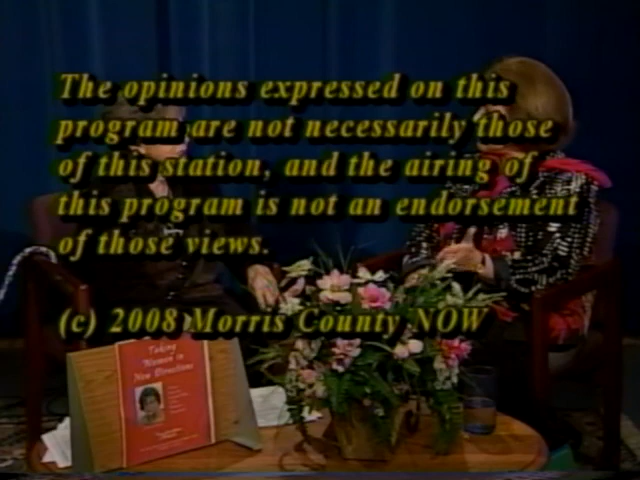 The opinions expressed on this
program are not necessarily those
of this station, and the airing of
this program is not an endorsement
of those views.
(c) 2008 Morris County NOW
Taking
Women in
New Directions